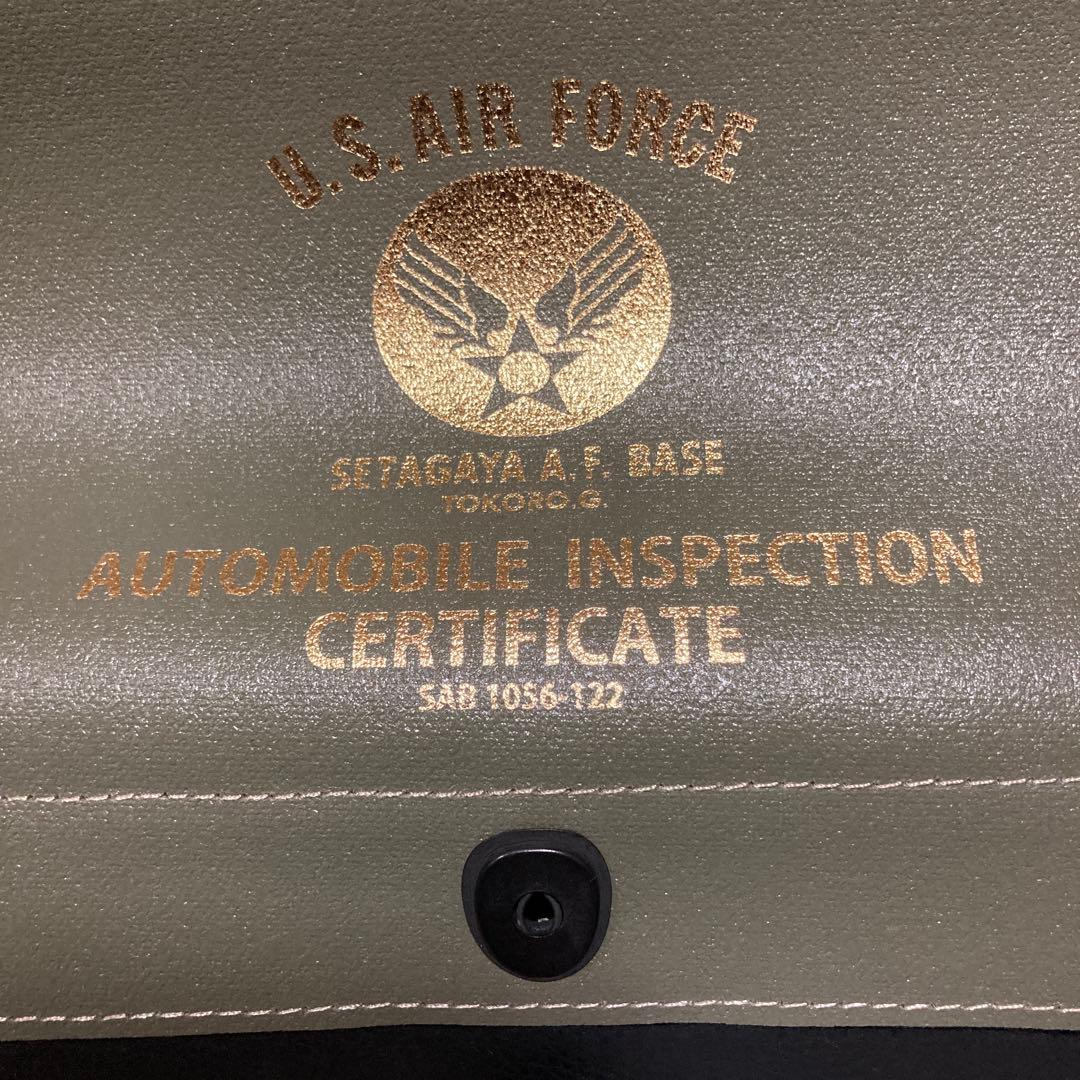 U.S. AIR FORCE
SETAGAYA A.F. BASE
TOKORO.G.
AUTOMOBILE INSPECTION
CERTIFICATE
SAB 1056-122